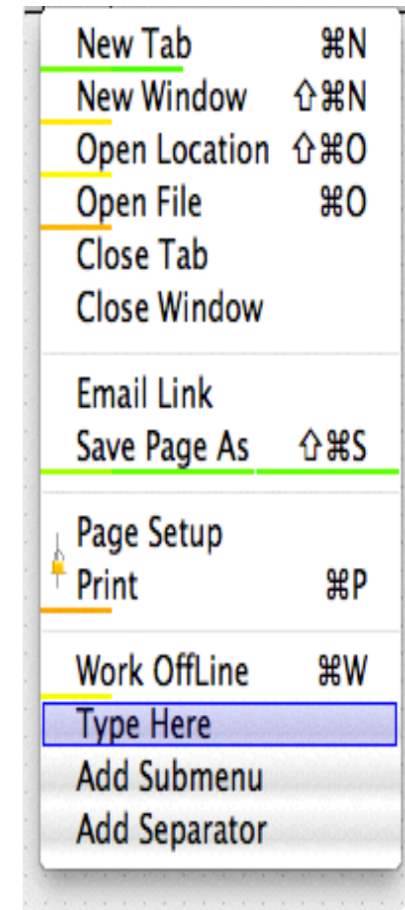 New Tab ⌘N
New Window ⇧⌘N
Open Location ⇧⌘O
Open File ⌘O
Close Tab
Close Window
Email Link
Save Page As ⇧⌘S
Page Setup
Print ⌘P
Work OffLine ⌘W
Type Here
Add Submenu
Add Separator